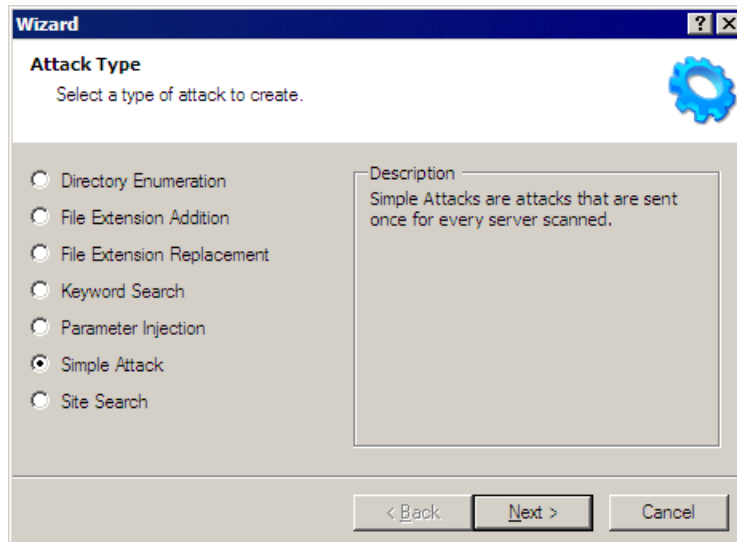 Wizard
Attack Type
Select a type of attack to create.
Directory Enumeration
File Extension Addition
File Extension Replacement
Keyword Search
Parameter Injection
Simple Attack
Site Search
Description
Simple Attacks are attacks that are sent
once for every server scanned.
< Back
Next >
Cancel